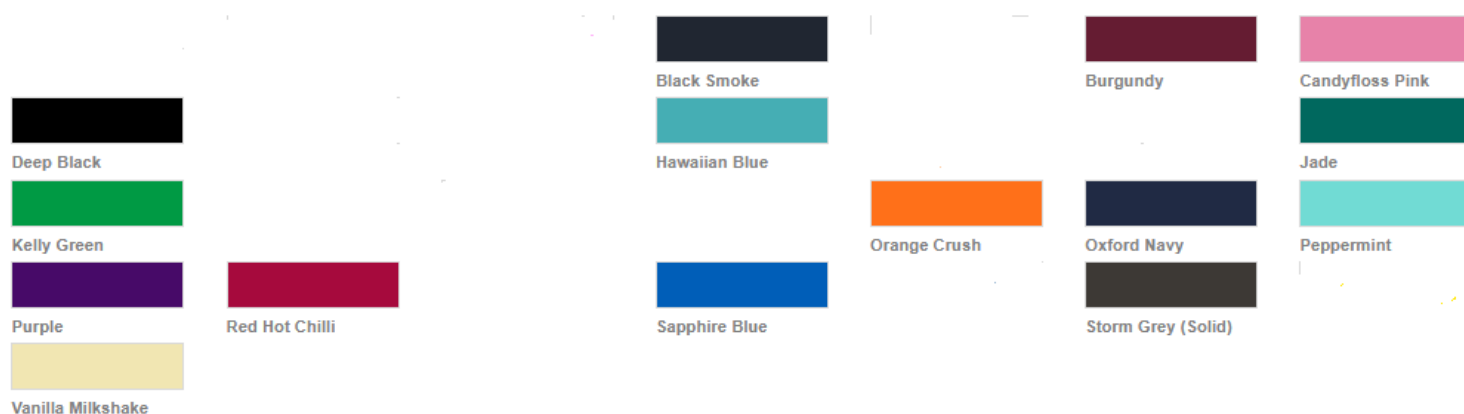 Black Smoke
Burgundy
Candyfloss Pink
Deep Black
Hawaiian Blue
Jade
Kelly Green
Orange Crush
Oxford Navy
Peppermint
Purple
Red Hot Chilli
Sapphire Blue
Storm Grey (Solid)
Vanilla Milkshake